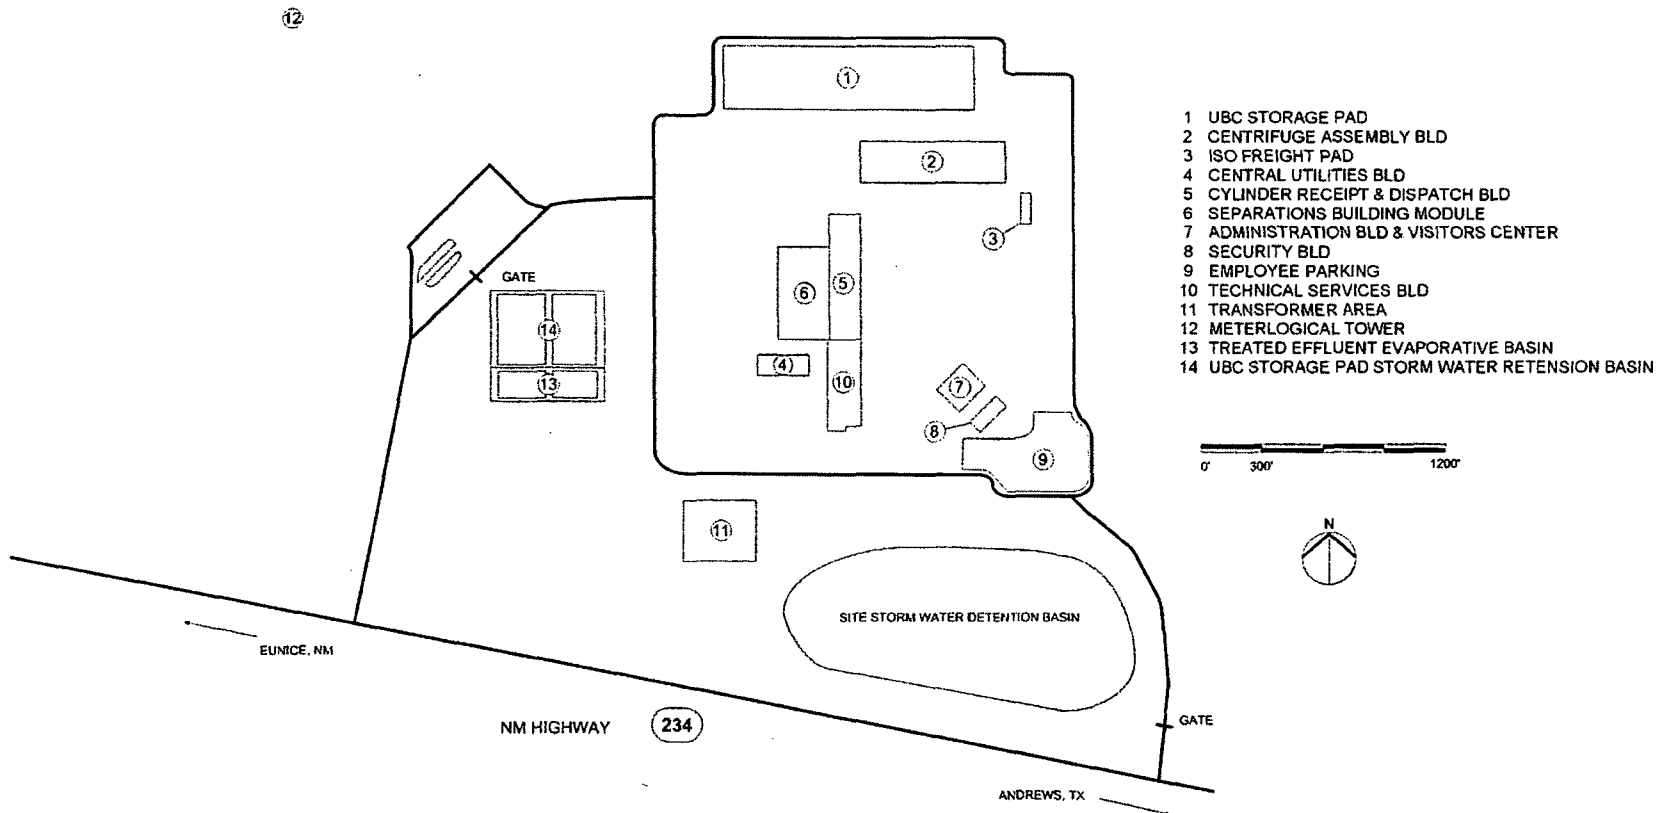 12
1
2
3
GATE
6
5
14
4
13
10
7
8
9
11
1 UBC STORAGE PAD
2 CENTRIFUGE ASSEMBLY BLD
3 ISO FREIGHT PAD
4 CENTRAL UTILITIES BLD
5 CYLINDER RECEIPT & DISPATCH BLD
6 SEPARATIONS BUILDING MODULE
7 ADMINISTRATION BLD & VISITORS CENTER
8 SECURITY BLD
9 EMPLOYEE PARKING
10 TECHNICAL SERVICES BLD
11 TRANSFORMER AREA
12 METERLOGICAL TOWER
13 TREATED EFFLUENT EVAPORATIVE BASIN
14 UBC STORAGE PAD STORM WATER RETENSION BASIN
0' 300' 1200'
N
SITE STORM WATER DETENTION BASIN
EUNICE, NM
NM HIGHWAY 234
GATE
ANDREWS, TX